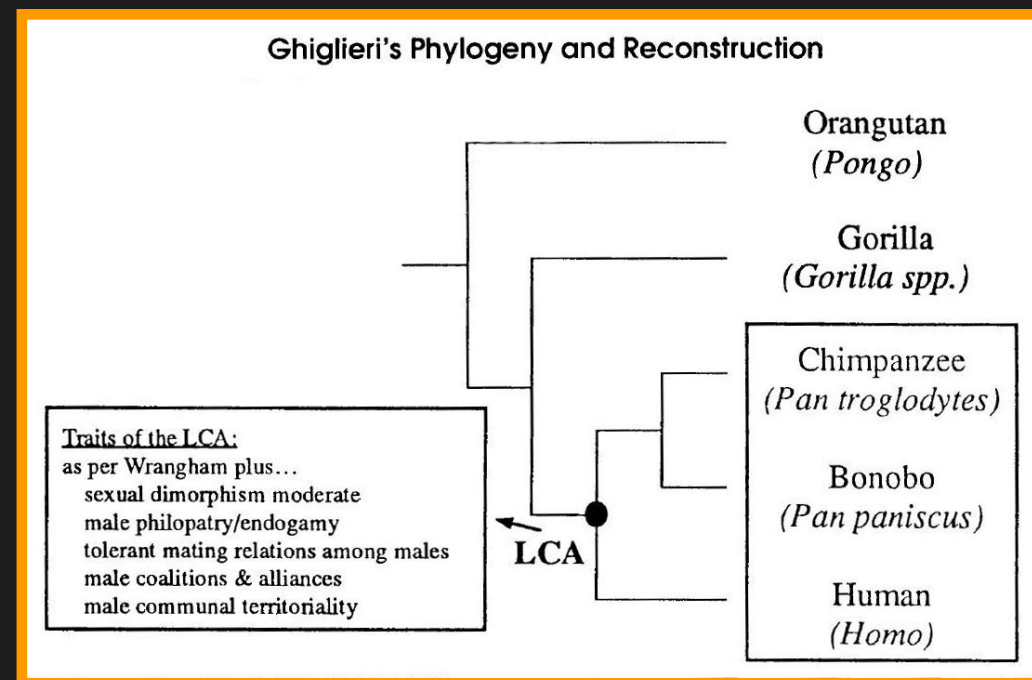 Ghiglieri's Phylogeny and Reconstruction
Orangutan
(Pongo)
Gorilla
(Gorilla spp.)
Chimpanzee
(Pan troglodytes)
Bonobo
(Pan paniscus)
Human
(Homo)
LCA
Traits of the LCA:
as per Wrangham plus...
sexual dimorphism moderate
male philopatry/endogamy
tolerant mating relations among males
male coalitions & alliances
male communal territoriality